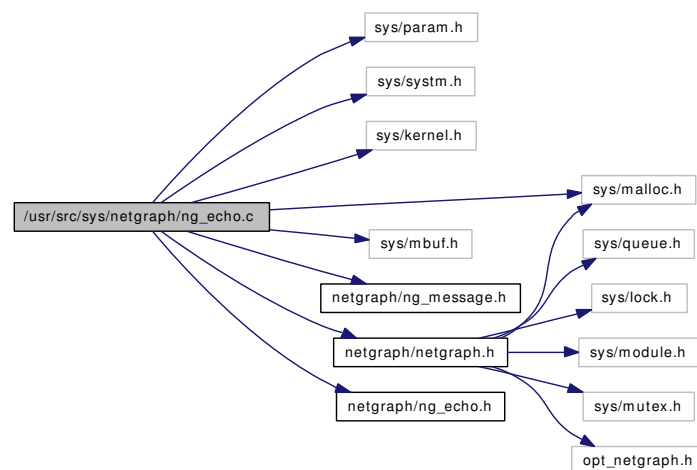 sys/param.h
sys/systm.h
sys/kernel.h
sys/malloc.h
/usr/src/sys/netgraph/ng_echo.c
sys/mbuf.h
sys/queue.h
netgraph/ng_message.h
sys/lock.h
netgraph/netgraph.h
sys/module.h
netgraph/ng_echo.h
sys/mutex.h
opt_netgraph.h